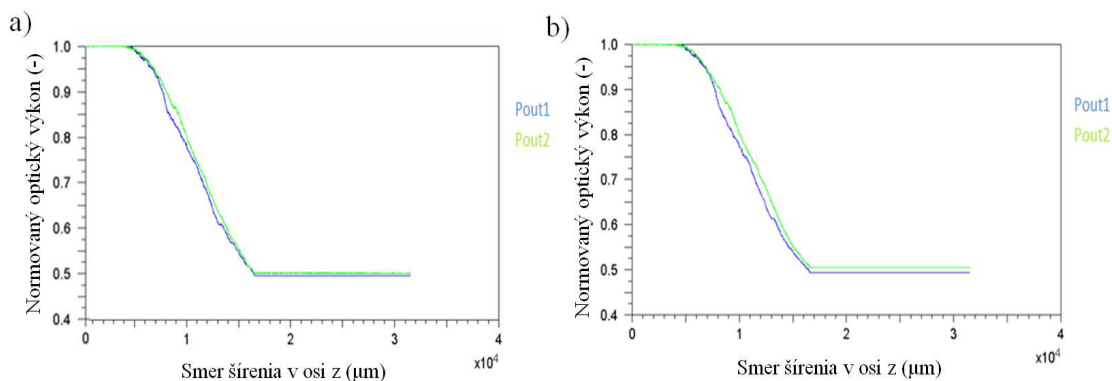 a)
Normovaný optický výkon (-)
1.0
0.9
0.8
0.7
0.6
0.5
0.4
0
1
2
3
4
x10⁴
Smer šírenia v osi z (μm)
Pout1
Pout2
b)
Normovaný optický výkon (-)
1.0
0.9
0.8
0.7
0.6
0.5
0.4
0
1
2
3
4
x10⁴
Smer šírenia v osi z (μm)
Pout1
Pout2